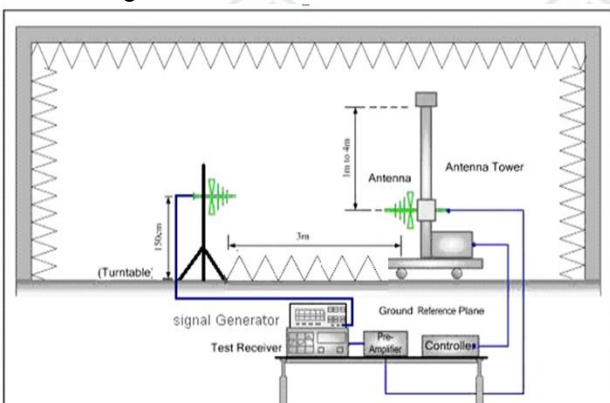 1m to 4m
Antenna
Antenna Tower
150cm
3m
(Turntable)
Ground Reference Plane
signal Generator
Test Receiver
Pre-
Amplifier
Controller